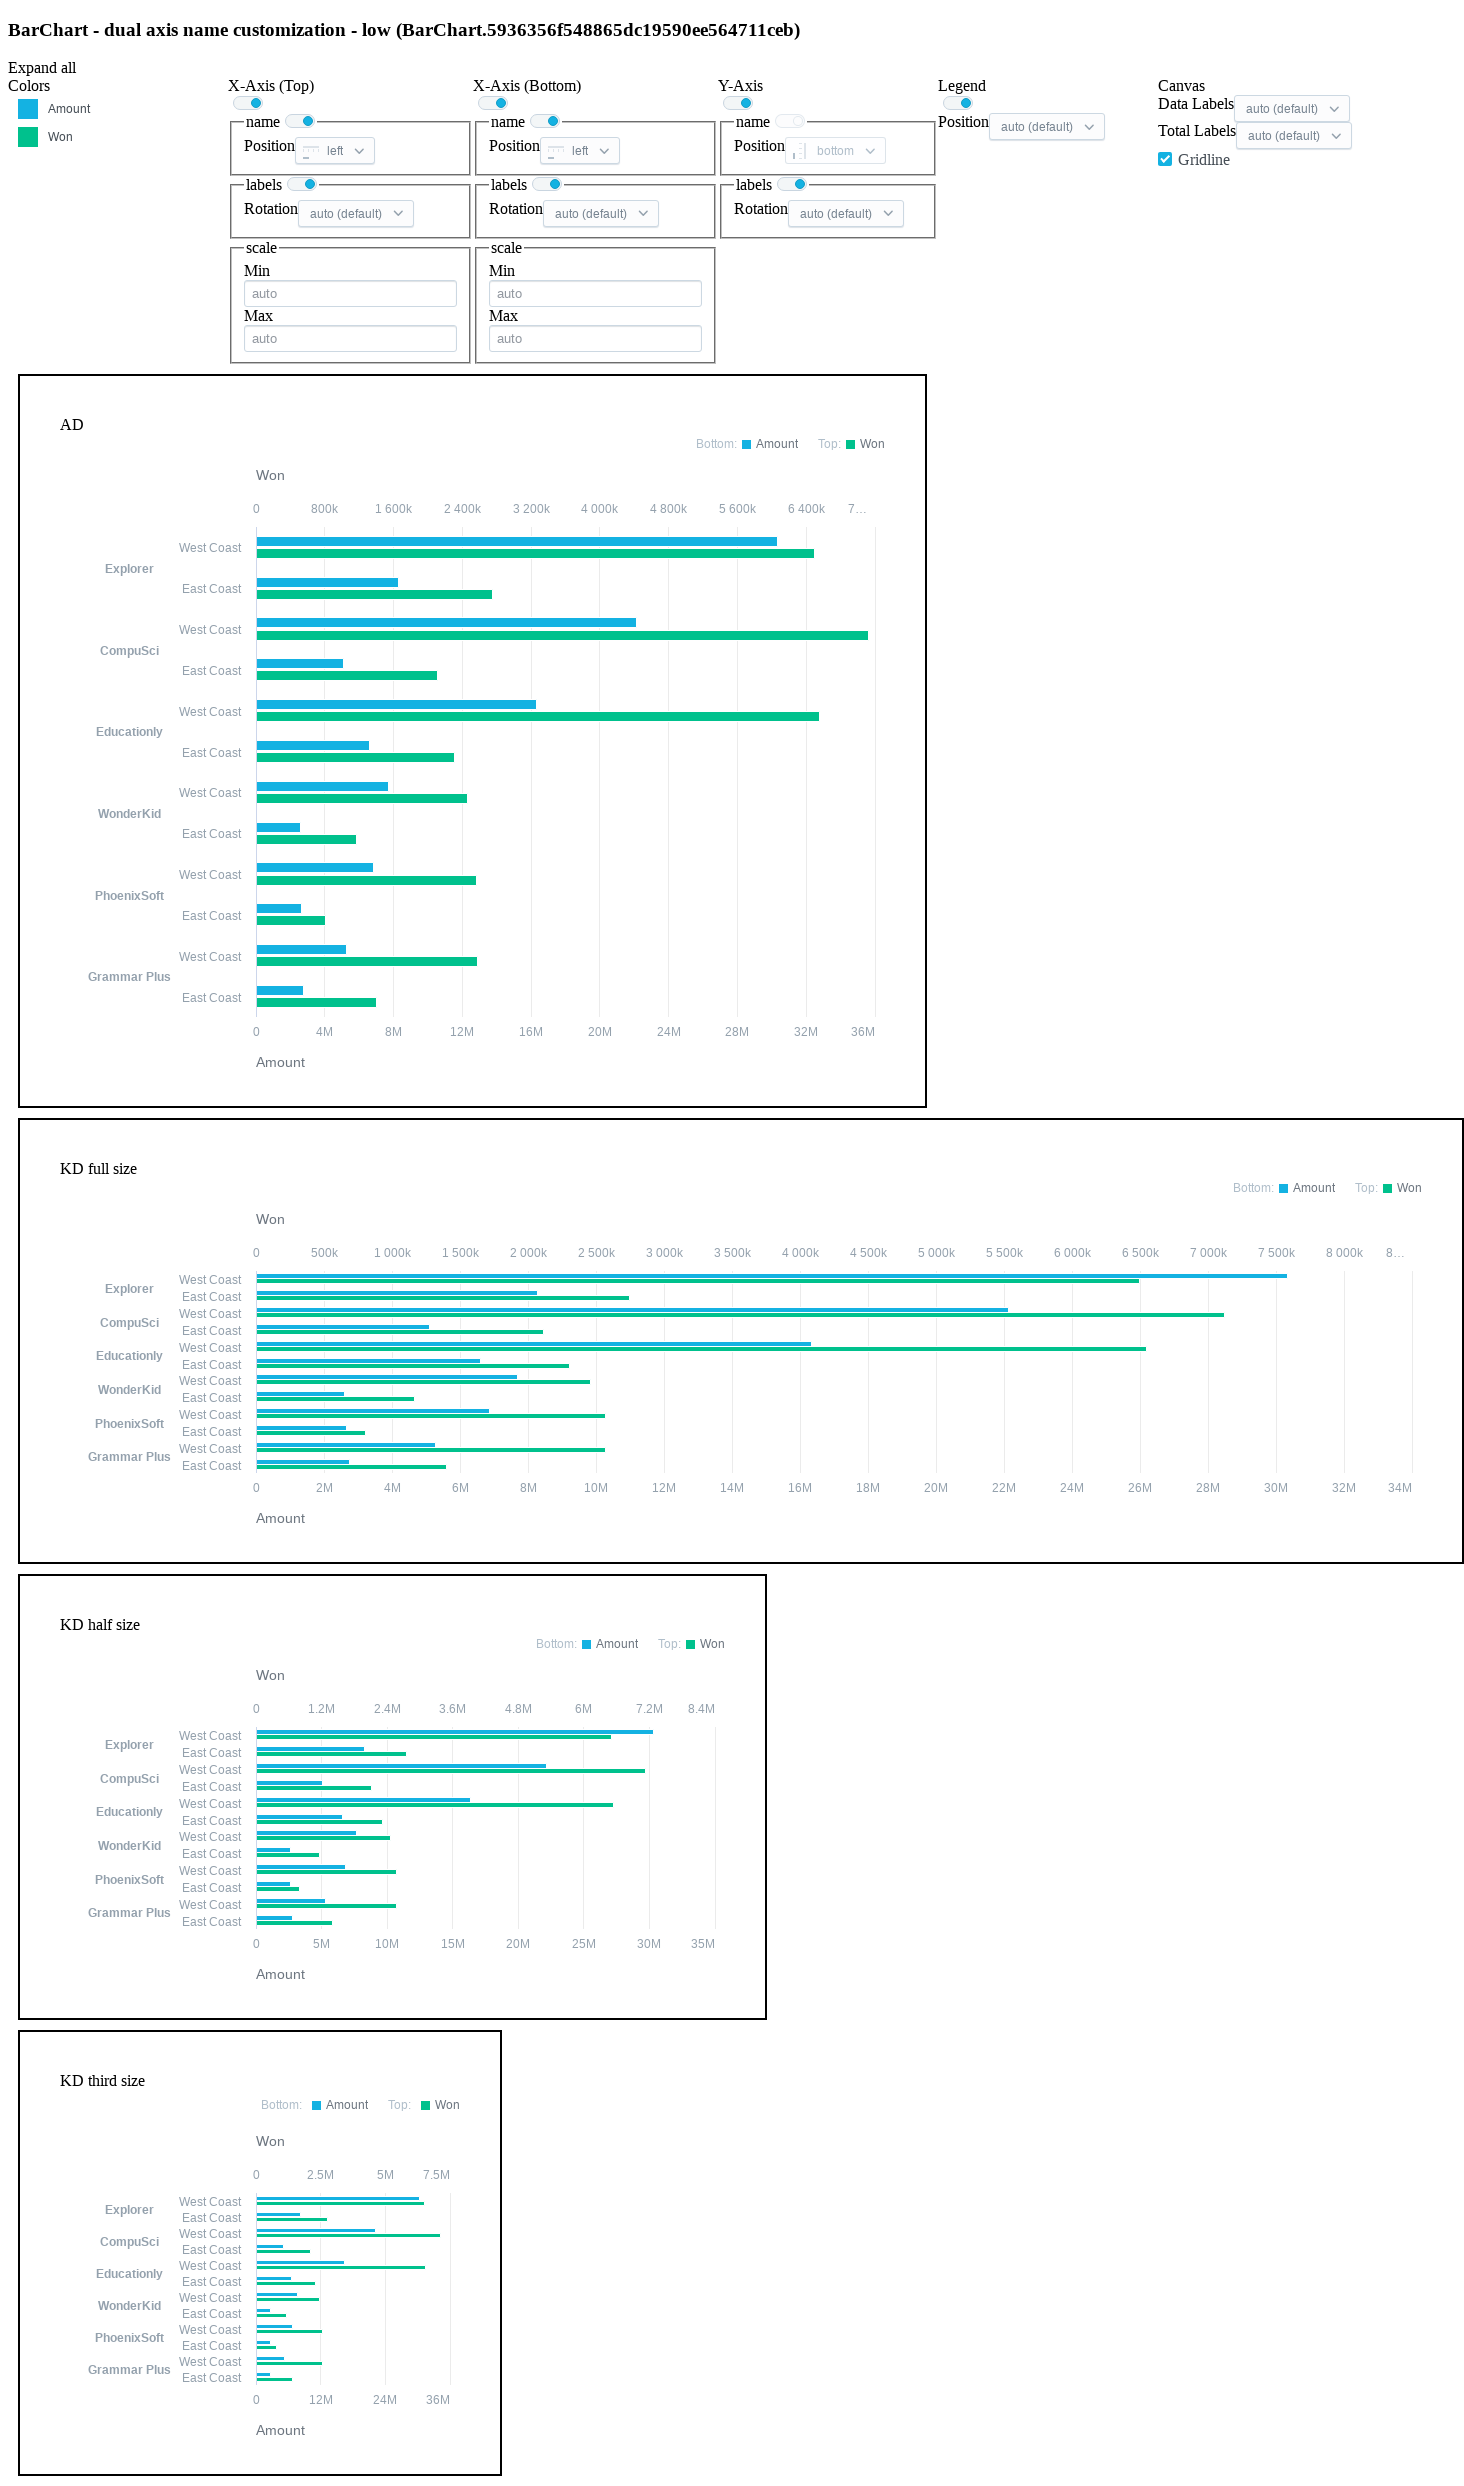 BarChart - dual axis name customization - low (BarChart.5936356f548865dc19590ee564711ceb)
Expand all
Colors
Amount
Won
X-Axis (Top)
name
Position left
labels
Rotation auto (default)
scale
Min
auto
Max
auto
X-Axis (Bottom)
name
Position left
labels
Rotation auto (default)
scale
Min
auto
Max
auto
Y-Axis
name
Position bottom
labels
Rotation auto (default)
Legend
Position auto (default)
Canvas
Data Labels auto (default)
Total Labels auto (default)
Gridline
AD
Bottom: Amount Top: Won
Won
0 800k 1 600k 2 400k 3 200k 4 000k 4 800k 5 600k 6 400k 7…
West Coast
Explorer
East Coast
West Coast
CompuSci
East Coast
West Coast
Educationly
East Coast
West Coast
WonderKid
East Coast
West Coast
PhoenixSoft
East Coast
West Coast
Grammar Plus
East Coast
0 4M 8M 12M 16M 20M 24M 28M 32M 36M
Amount
KD full size
Bottom: Amount Top: Won
Won
0 500k 1 000k 1 500k 2 000k 2 500k 3 000k 3 500k 4 000k 4 500k 5 000k 5 500k 6 000k 6 500k 7 000k 7 500k 8 000k 8…
West Coast
Explorer
East Coast
West Coast
CompuSci
East Coast
West Coast
Educationly
East Coast
West Coast
WonderKid
East Coast
West Coast
PhoenixSoft
East Coast
West Coast
Grammar Plus
East Coast
0 2M 4M 6M 8M 10M 12M 14M 16M 18M 20M 22M 24M 26M 28M 30M 32M 34M
Amount
KD half size
Bottom: Amount Top: Won
Won
0 1.2M 2.4M 3.6M 4.8M 6M 7.2M 8.4M
West Coast
Explorer
East Coast
West Coast
CompuSci
East Coast
West Coast
Educationly
East Coast
West Coast
WonderKid
East Coast
West Coast
PhoenixSoft
East Coast
West Coast
Grammar Plus
East Coast
0 5M 10M 15M 20M 25M 30M 35M
Amount
KD third size
Bottom: Amount Top: Won
Won
0 2.5M 5M 7.5M
West Coast
Explorer
East Coast
West Coast
CompuSci
East Coast
West Coast
Educationly
East Coast
West Coast
WonderKid
East Coast
West Coast
PhoenixSoft
East Coast
West Coast
Grammar Plus
East Coast
0 12M 24M 36M
Amount